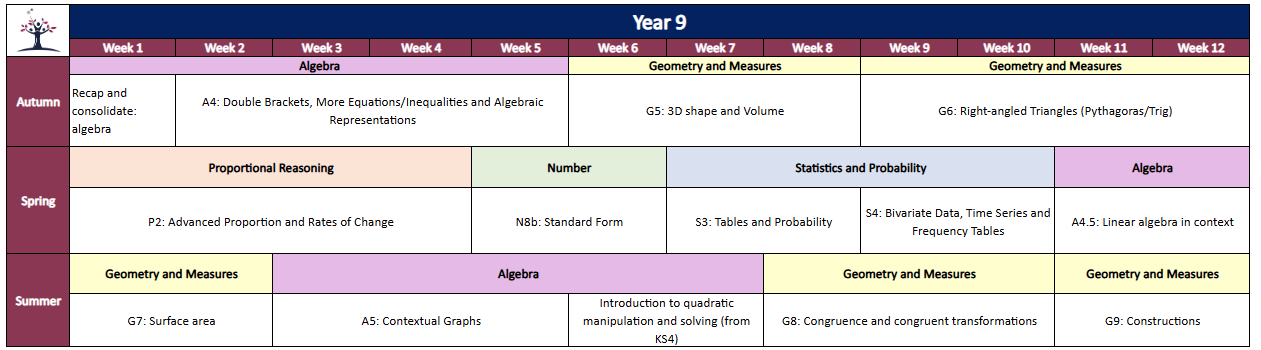 Year 9
Week 1 Week 2 Week 3 Week 4 Week 5 Week 6 Week 7 Week 8 Week 9 Week 10 Week 11 Week 12
Autumn
Algebra Geometry and Measures Geometry and Measures
Recap and
consolidate:
algebra
A4: Double Brackets, More Equations/Inequalities and Algebraic
Representations
G5: 3D shape and Volume
G6: Right-angled Triangles (Pythagoras/Trig)
Spring
Proportional Reasoning Number Statistics and Probability Algebra
P2: Advanced Proportion and Rates of Change
N8b: Standard Form
S3: Tables and Probability
S4: Bivariate Data, Time Series and
Frequency Tables
A4.5: Linear algebra in context
Summer
Geometry and Measures Algebra Geometry and Measures Geometry and Measures
G7: Surface area
A5: Contextual Graphs
Introduction to quadratic
manipulation and solving (from
KS4)
G8: Congruence and congruent transformations
G9: Constructions